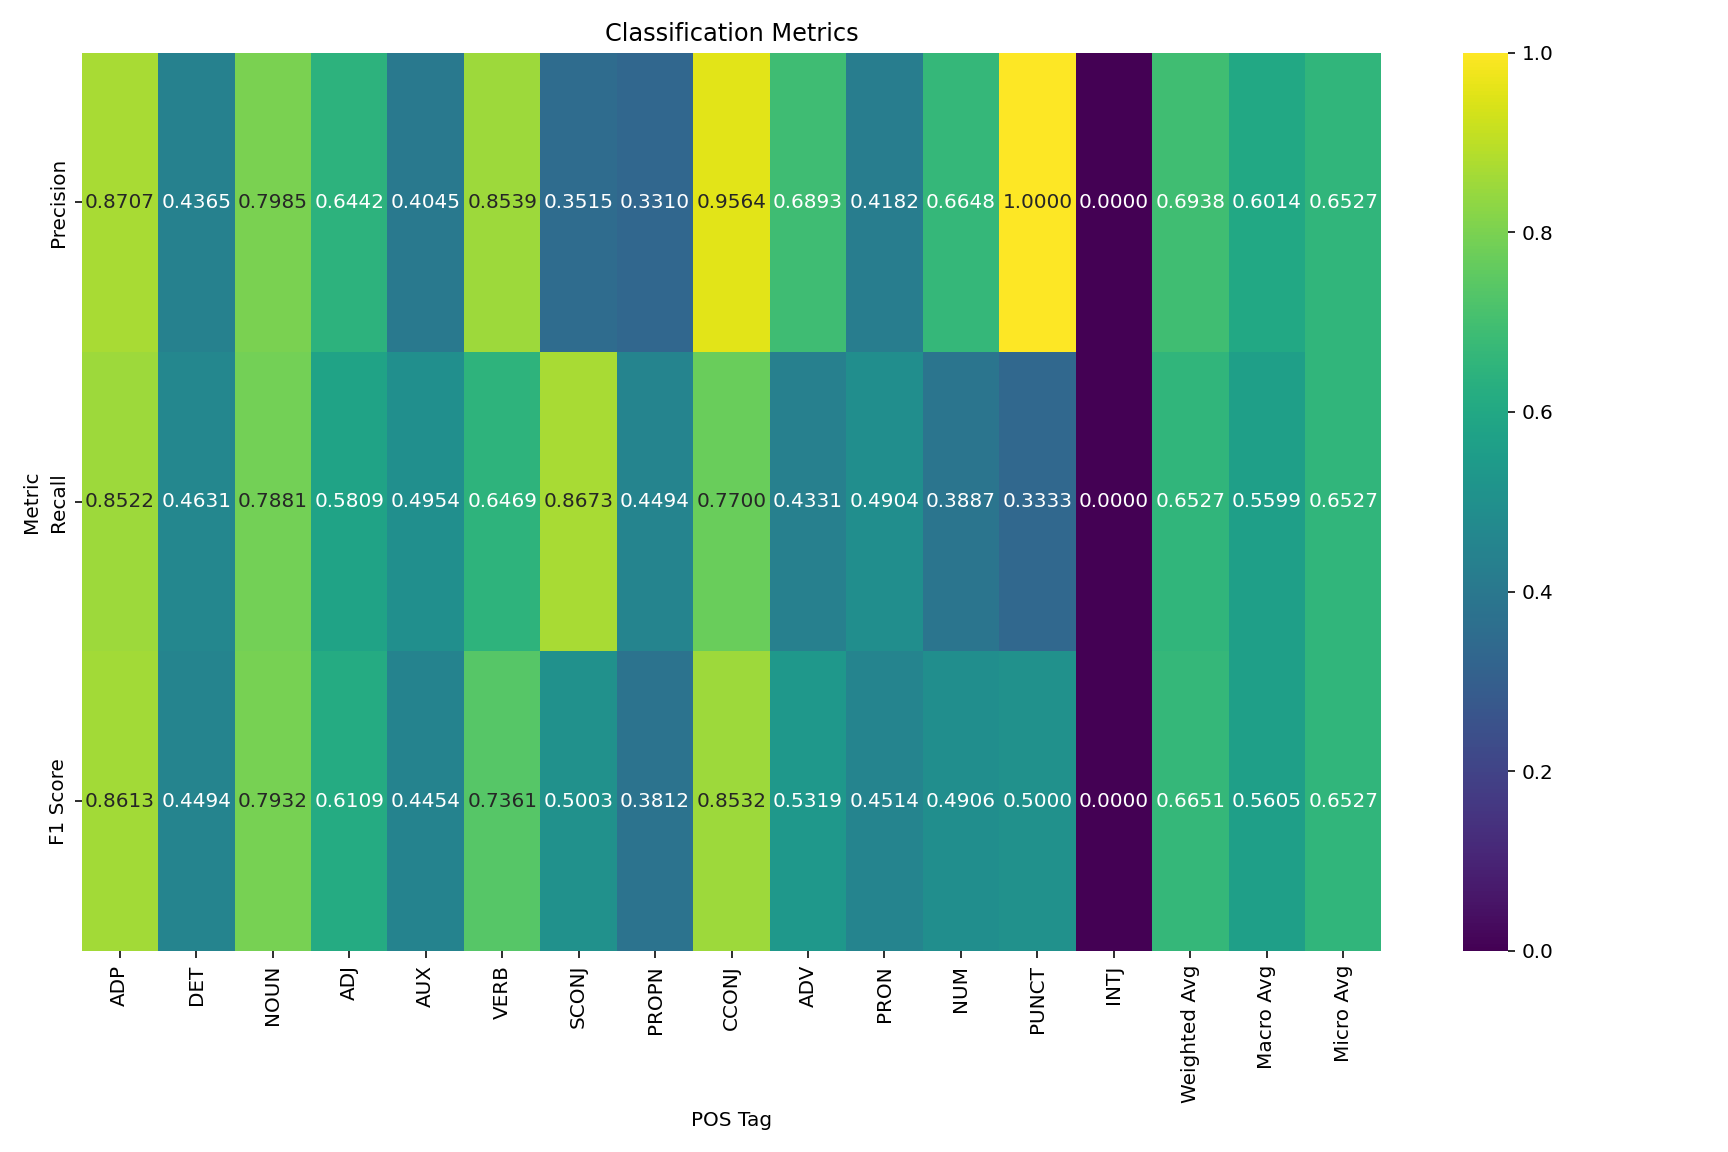 Classification Metrics
Metric
Precision
0.8707 0.4365 0.7985 0.6442 0.4045 0.8539 0.3515 0.3310 0.9564 0.6893 0.4182 0.6648 1.0000 0.0000 0.6938 0.6014 0.6527
Recall
0.8522 0.4631 0.7881 0.5809 0.4954 0.6469 0.8673 0.4494 0.7700 0.4331 0.4904 0.3887 0.3333 0.0000 0.6527 0.5599 0.6527
F1 Score
0.8613 0.4494 0.7932 0.6109 0.4454 0.7361 0.5003 0.3812 0.8532 0.5319 0.4514 0.4906 0.5000 0.0000 0.6651 0.5605 0.6527
ADP DET NOUN ADJ AUX VERB SCONJ PROPN CCONJ ADV PRON NUM PUNCT INTJ Weighted Avg Macro Avg Micro Avg
POS Tag
1.0
0.8
0.6
0.4
0.2
0.0